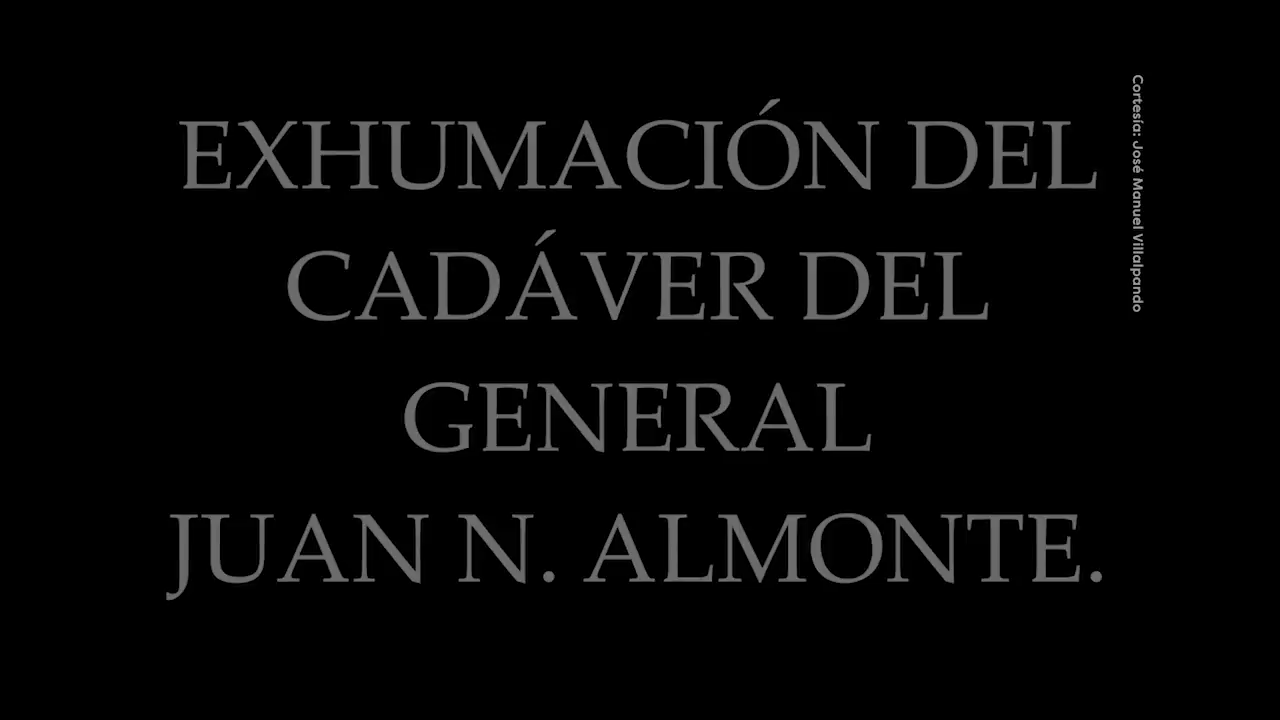 EXHUMACIÓN DEL
CADÁVER DEL
GENERAL
JUAN N. ALMONTE.
Cortesía: José Manuel Villalpando